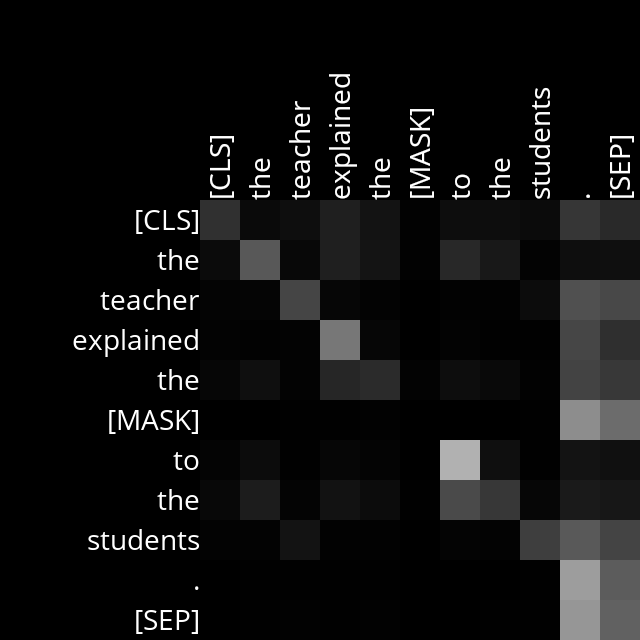 [CLS]
the
teacher
explained
the
[MASK]
to
the
students
.
[SEP]
[CLS]
the
teacher
explained
the
[MASK]
to
the
students
.
[SEP]